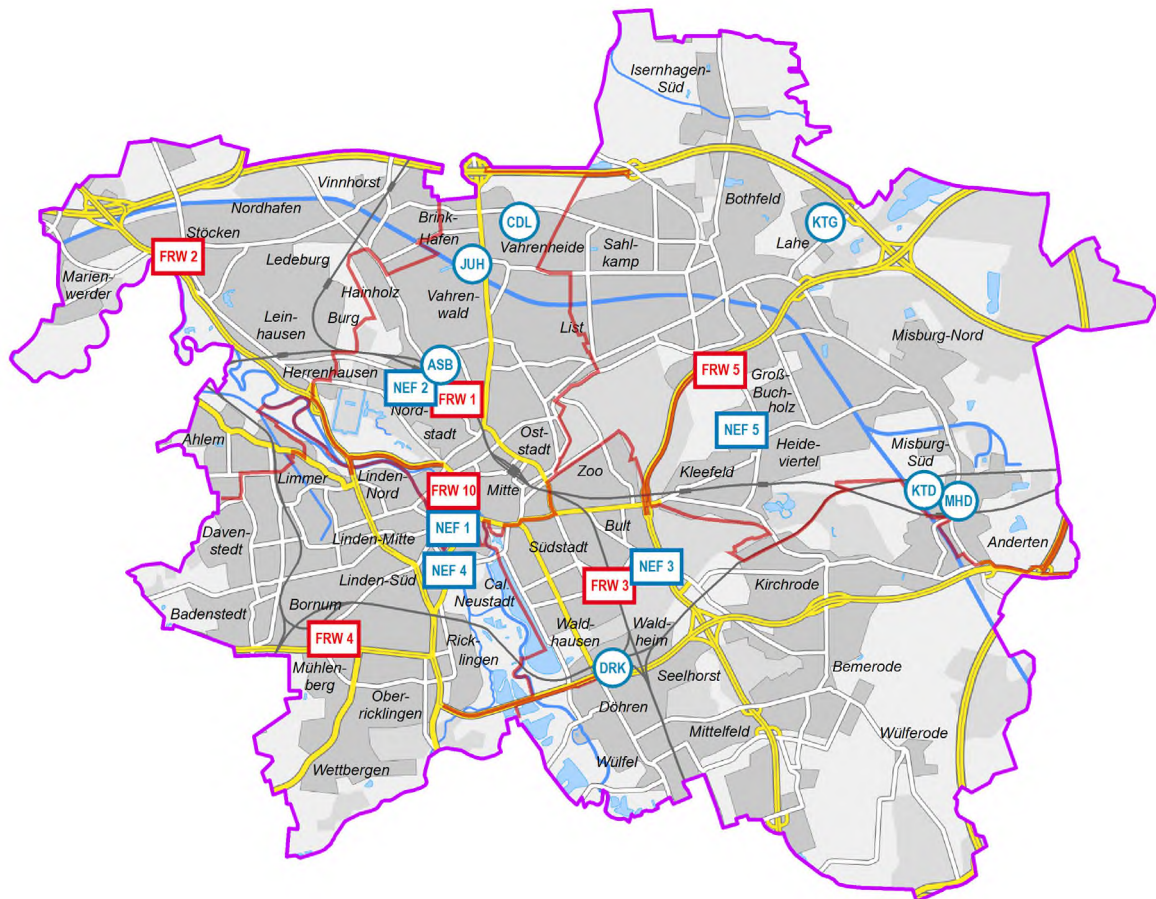 Isernhagen-
Süd
Vinnhorst
Nordhafen
Bothfeld
Brink-
Hafen
CDL
KTG
Vahrenheide
Sahl-
kamp
Lahe
Stöcken
FRW 2
Ledeburg
JUH
Marien-
werder
Hainholz
Vahren-
wald
Lein-
hausen
Burg
List
Misburg-Nord
Herrenhausen
ASB
NEF 2
FRW 1
FRW 5
Groß-
Buch-
holz
Nord-
stadt
NEF 5
Ahlem
Ost-
stadt
Heide-
viertel
Misburg-
Süd
Limmer
Linden-
Nord
Zoo
Kleefeld
FRW 10
Mitte
KTD
MHD
Daven-
stedt
Linden-Mitte
NEF 1
Südstadt
Bult
Anderten
Linden-Süd
NEF 4
Cal.
Neustadt
FRW 3
NEF 3
Kirchrode
Badenstedt
Bornum
FRW 4
Wald-
hausen
Wald-
heim
Rick-
lingen
Mühlen-
berg
DRK
Seelhorst
Bemerode
Ober-
ricklingen
Döhren
Mittelfeld
Wülferode
Wettbergen
Wülfel